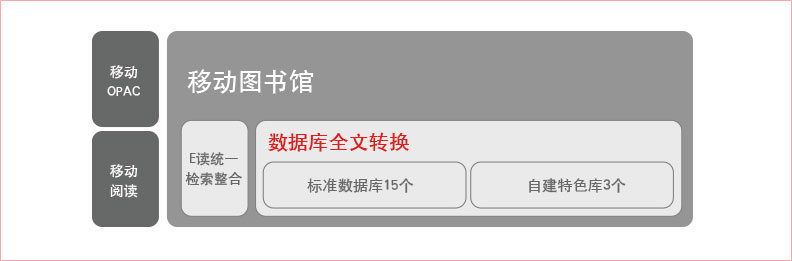 移动
OPAC
移动
阅读
移动图书馆
E读统一
检索整合
数据库全文转换
标准数据库15个
自建特色库3个